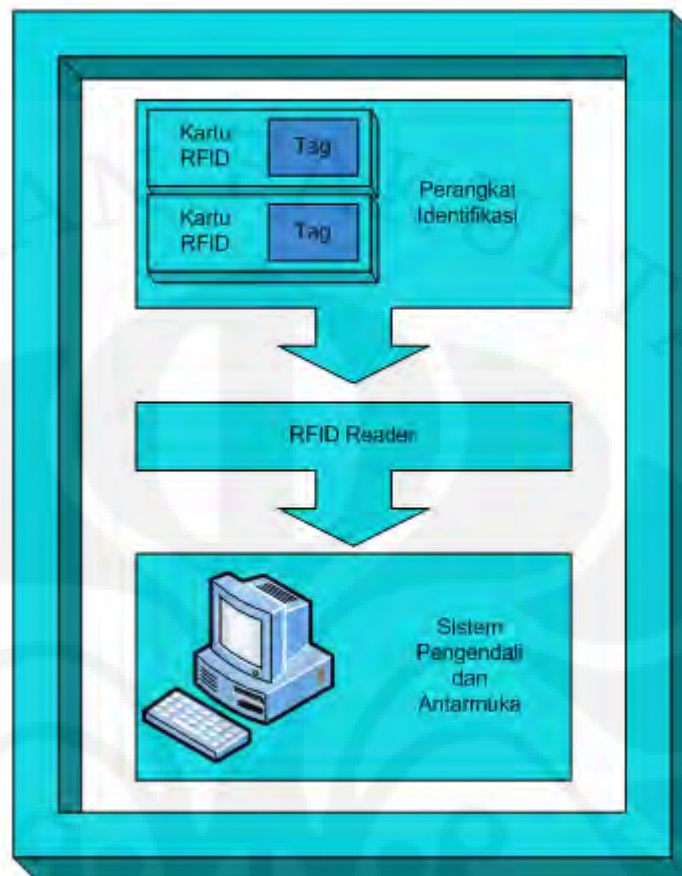 Kartu
RFID
Tag
Perangkat
Identifikasi
Kartu
RFID
Tag
RFID Reader
Sistem
Pengendali
dan
Antarmuka